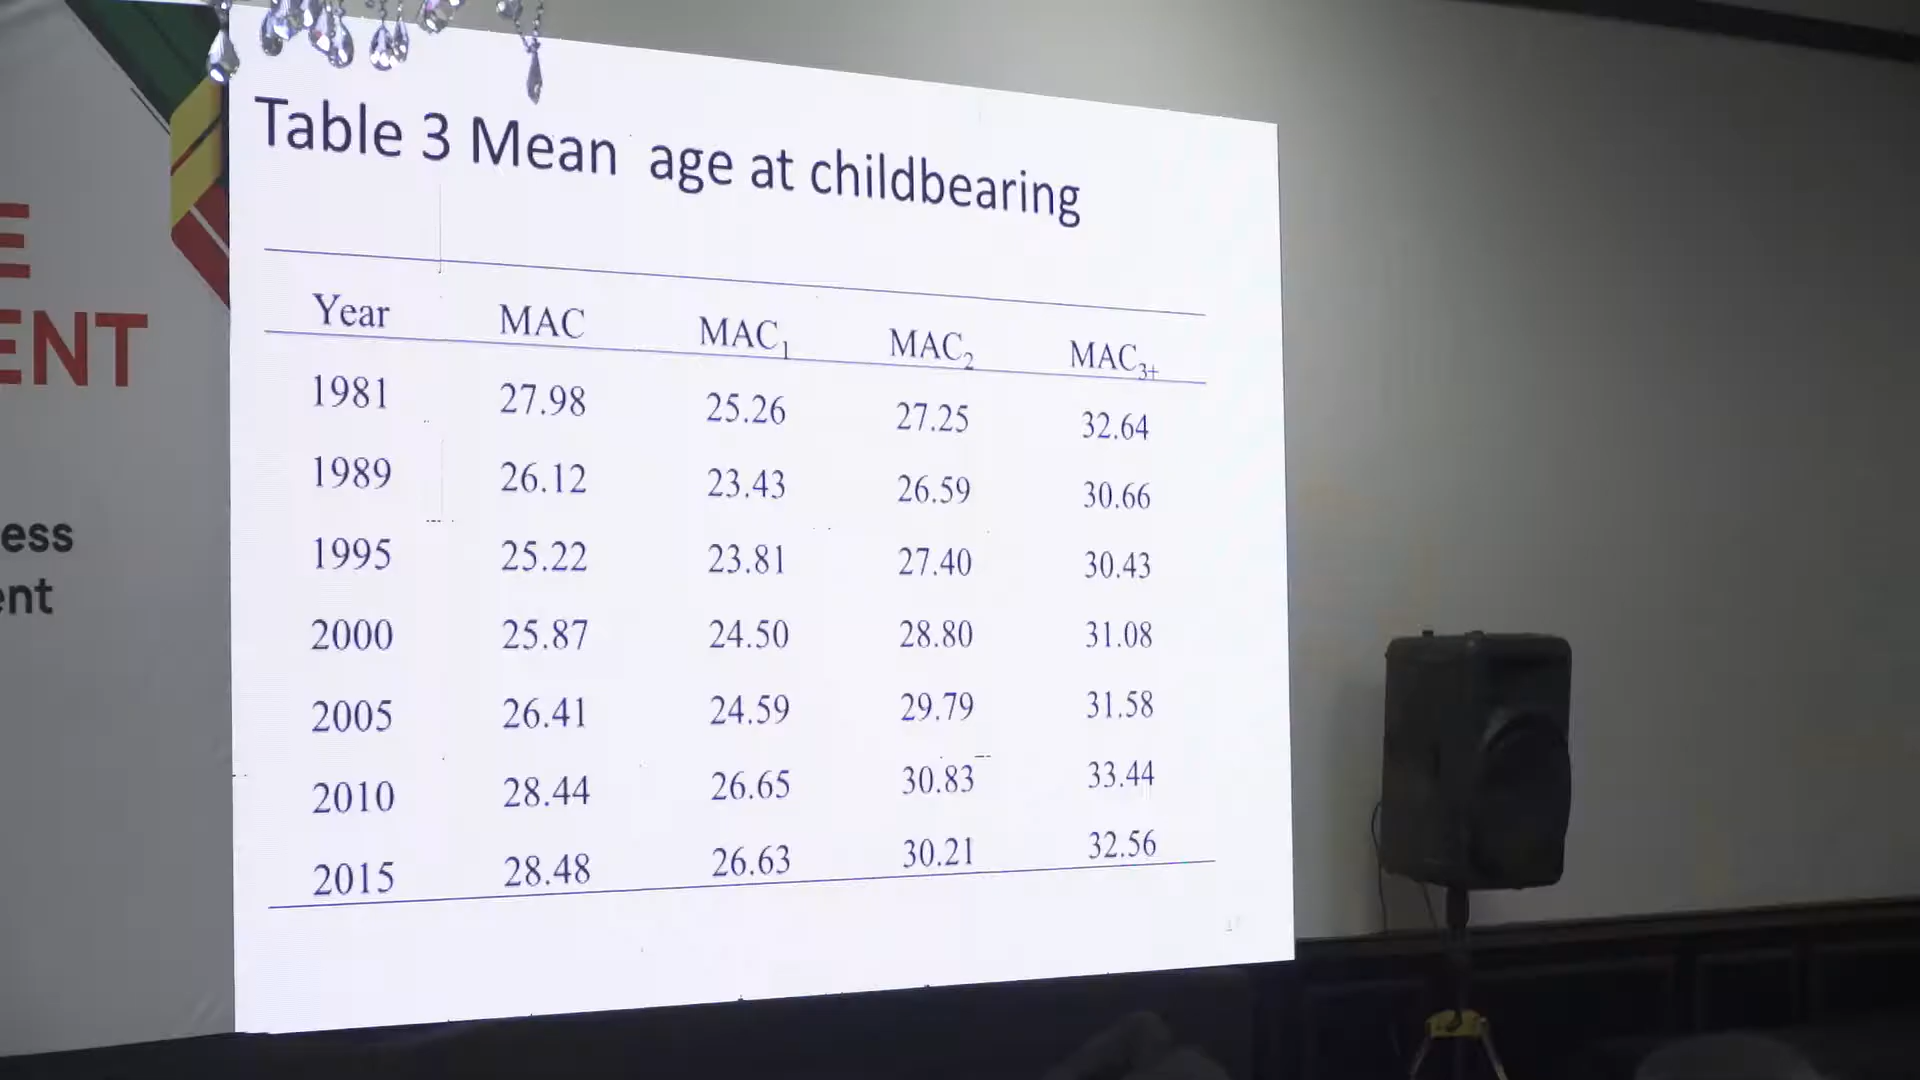 E
ENT
ess
ent
Table 3 Mean age at childbearing
Year MAC MAC₁ MAC₂ MAC₃₊
1981 27.98 25.26 27.25 32.64
1989 26.12 23.43 26.59 30.66
1995 25.22 23.81 27.40 30.43
2000 25.87 24.50 28.80 31.08
2005 26.41 24.59 29.79 31.58
2010 28.44 26.65 30.83 33.44
2015 28.48 26.63 30.21 32.56